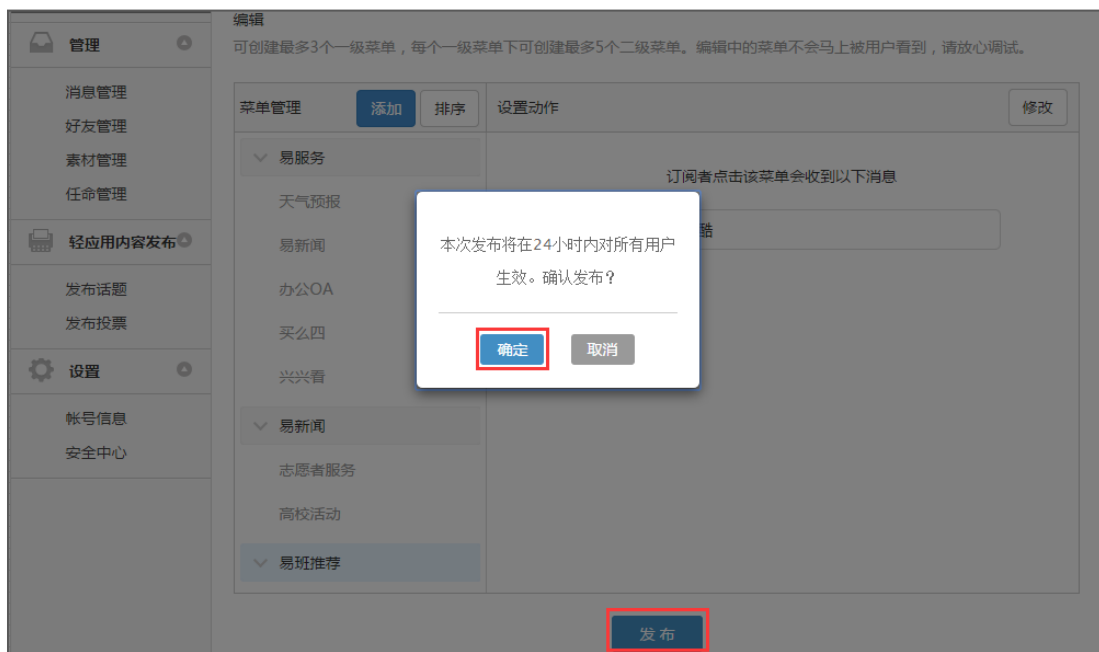 编辑
可创建最多3个一级菜单，每个一级菜单下可创建最多5个二级菜单。编辑中的菜单不会马上被用户看到，请放心调试。
管理
消息管理
好友管理
素材管理
任命管理
轻应用内容发布
发布话题
发布投票
设置
帐号信息
安全中心
菜单管理
添加
排序
易服务
天气预报
易新闻
办公OA
买么四
兴兴看
易新闻
志愿者服务
高校活动
易班推荐
设置动作
修改
订阅者点击该菜单会收到以下消息
酷
本次发布将在24小时内对所有用户
生效。确认发布？
确定
取消
发布